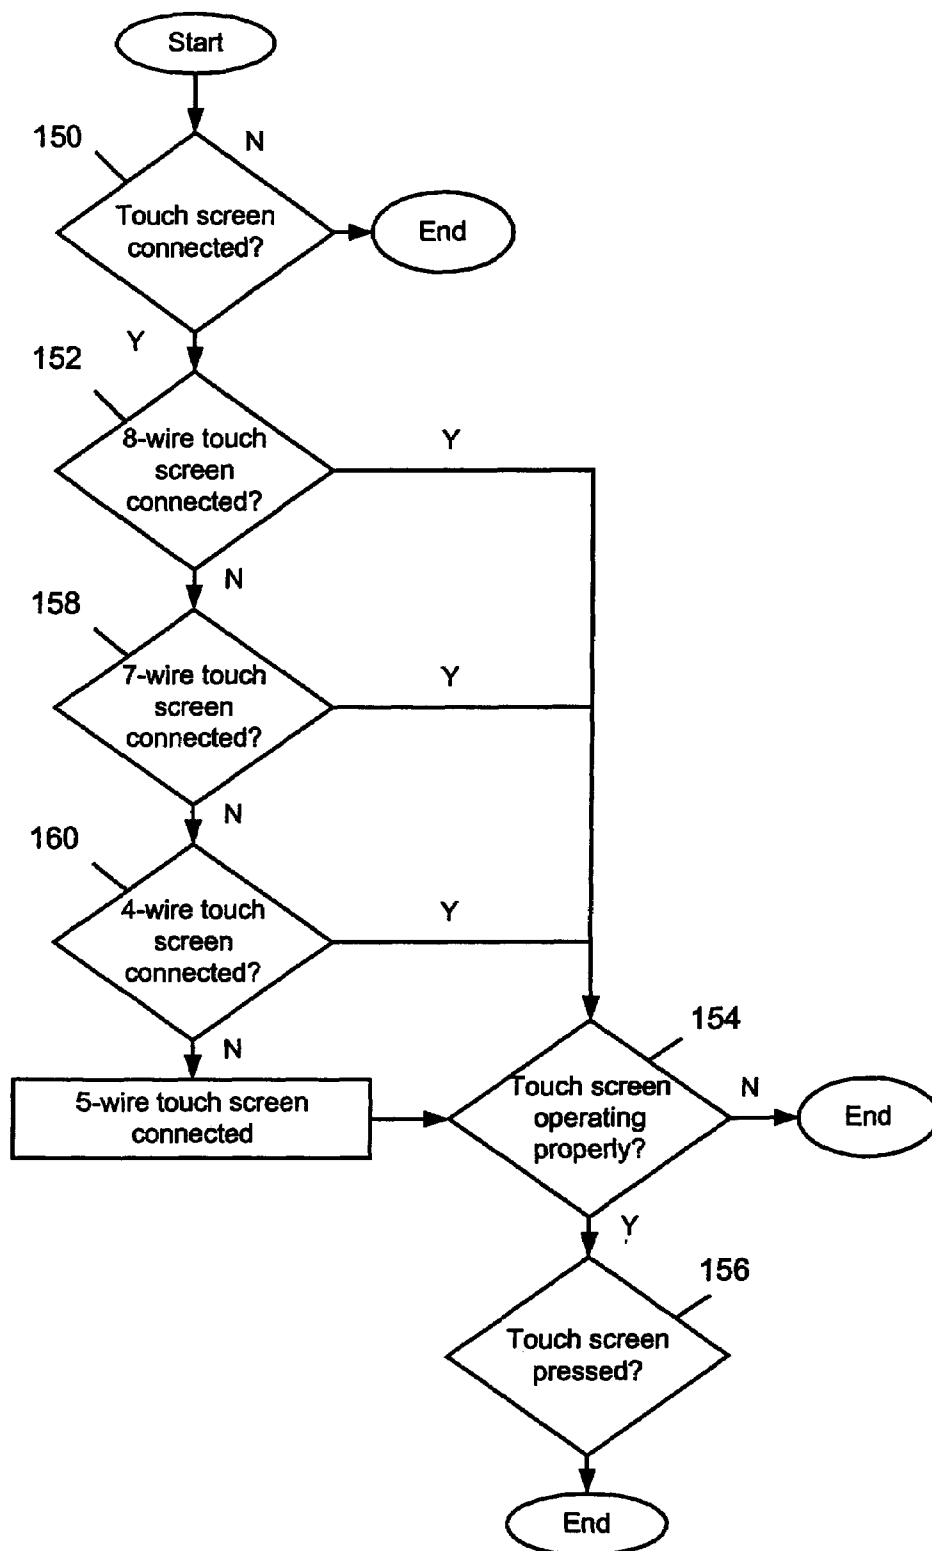 Start
150
N
Touch screen
connected?
End
Y
152
8-wire touch
screen
connected?
Y
N
158
7-wire touch
screen
connected?
Y
N
160
4-wire touch
screen
connected?
Y
N
154
5-wire touch screen
connected
Touch screen
operating
properly?
N
End
Y
156
Touch screen
pressed?
End